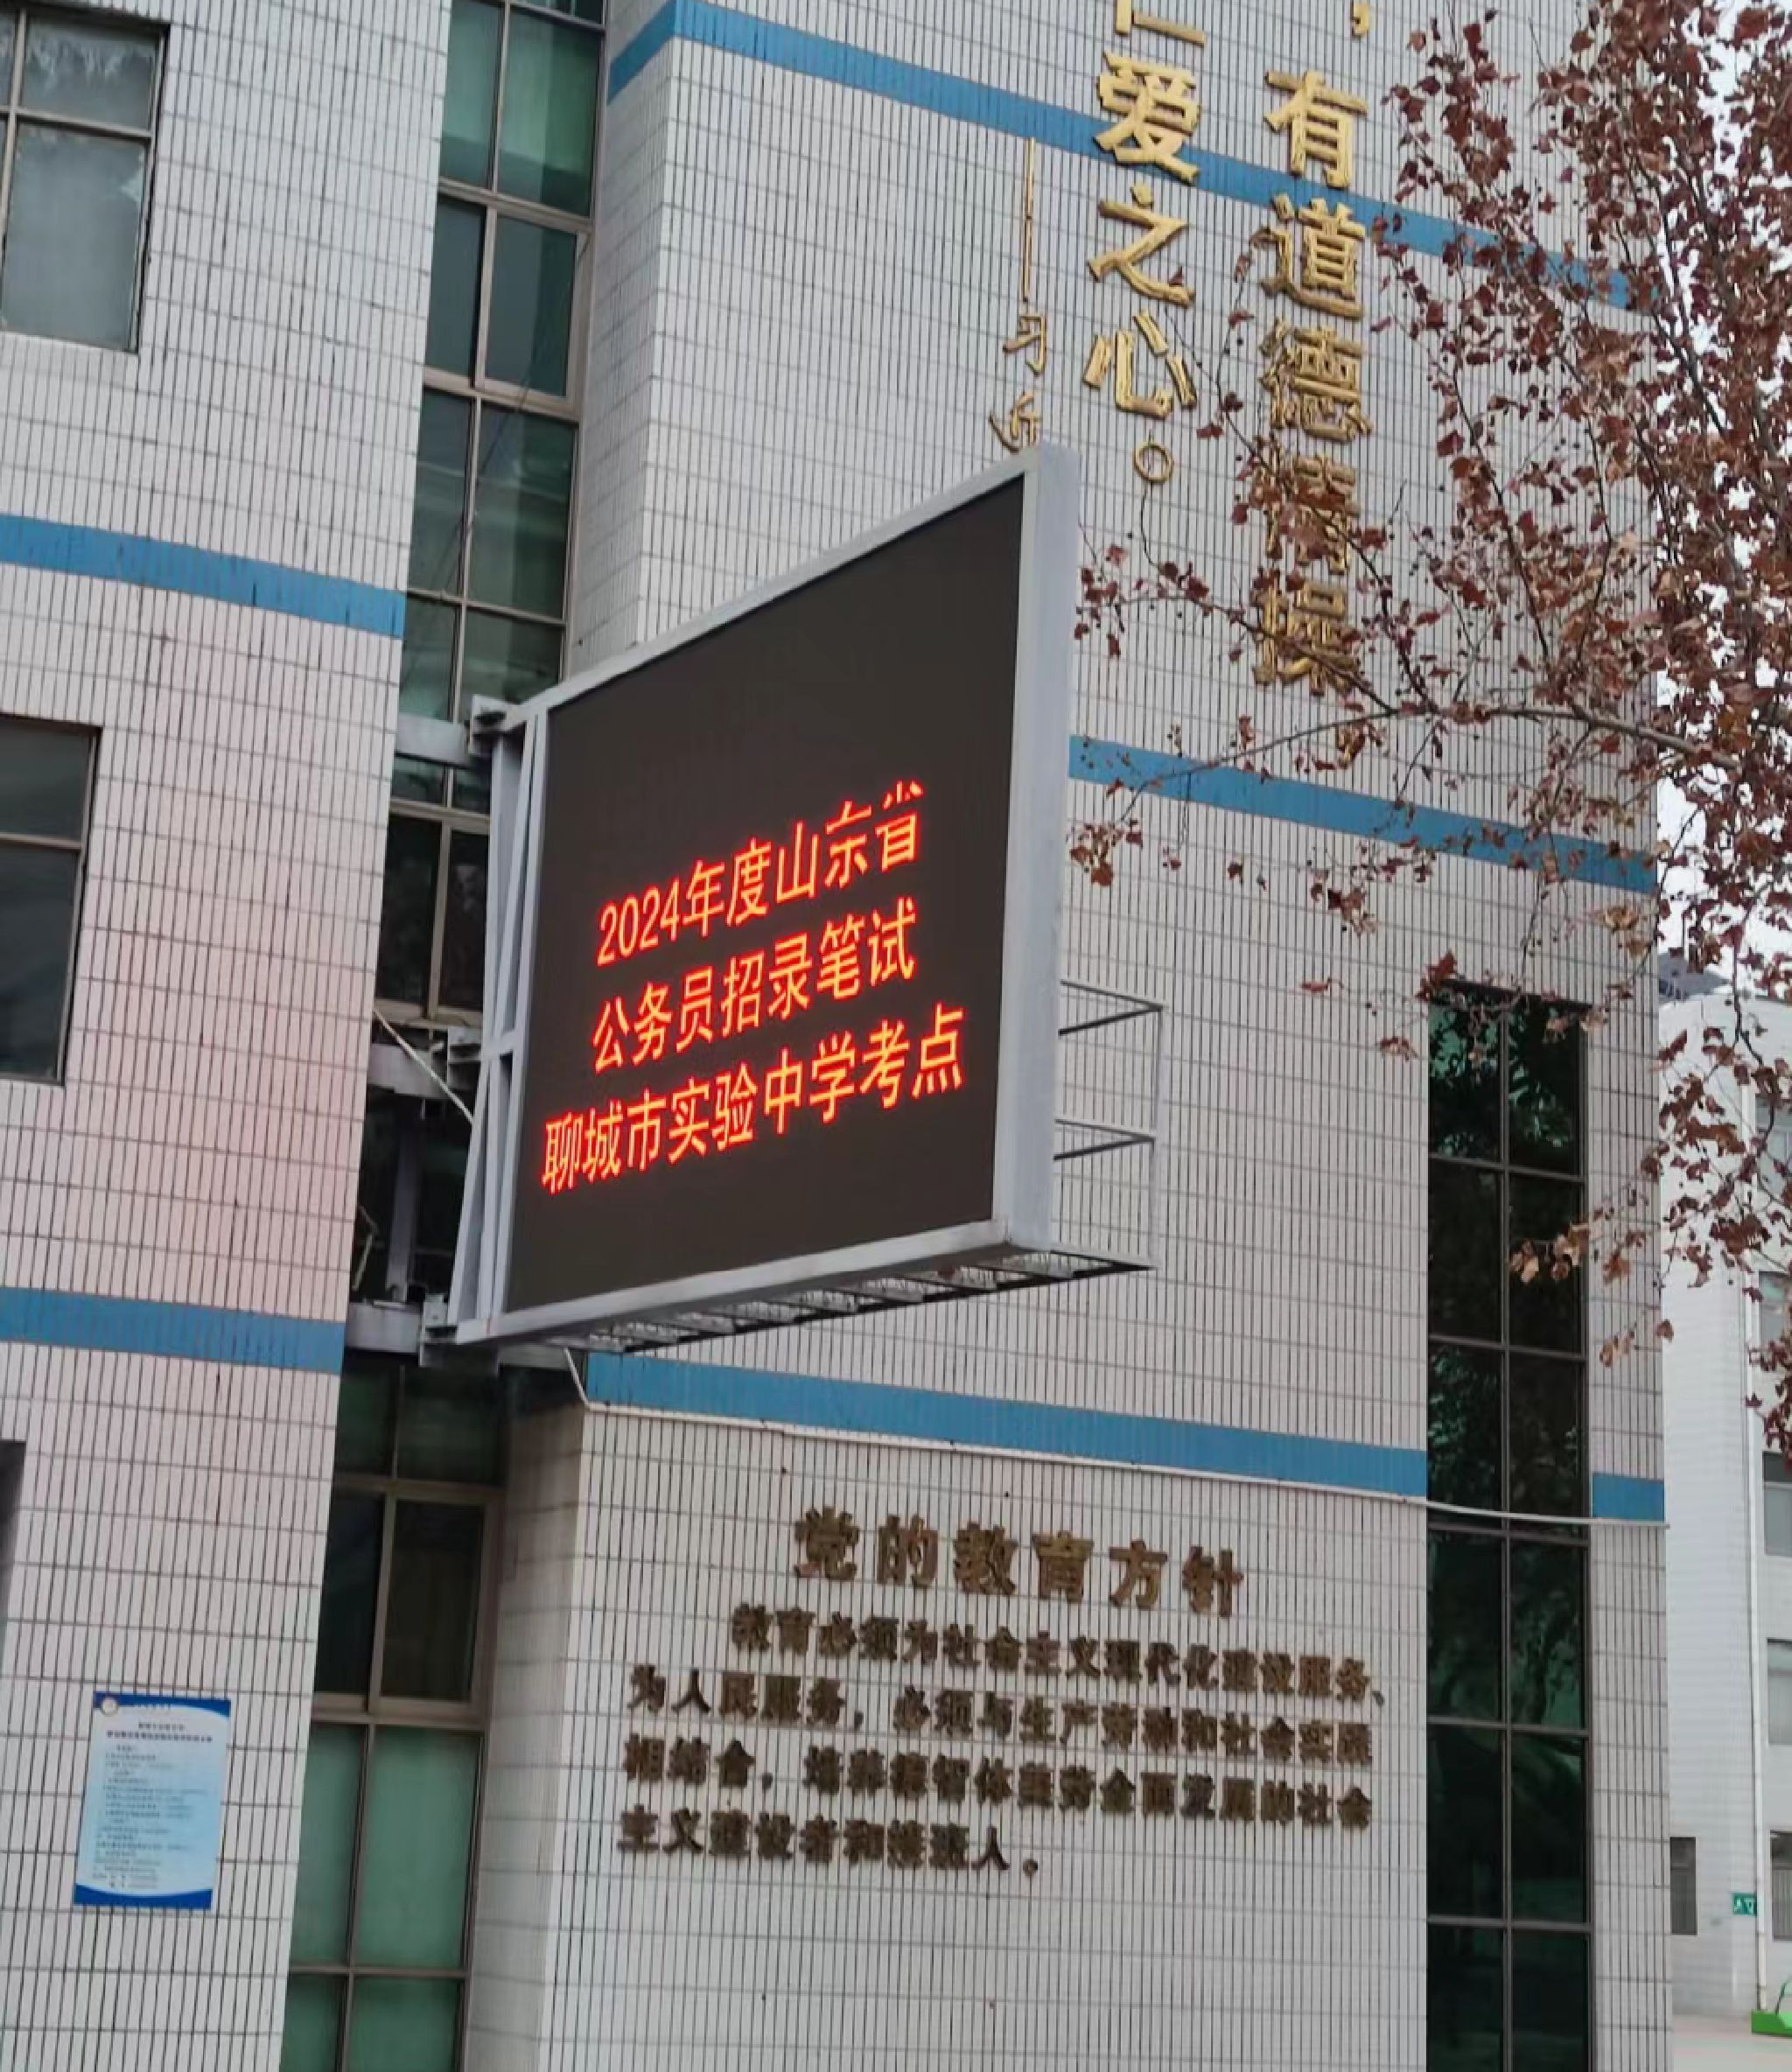 有道德情操
仁爱之心。
——习近
2024年度山东省
公务员招录笔试
聊城市实验中学考点
党的教育方针
教育必须为社会主义现代化建设服务、
为人民服务，必须与生产劳动和社会实践
相结合，培养德智体美劳全面发展的社会
主义建设者和接班人。